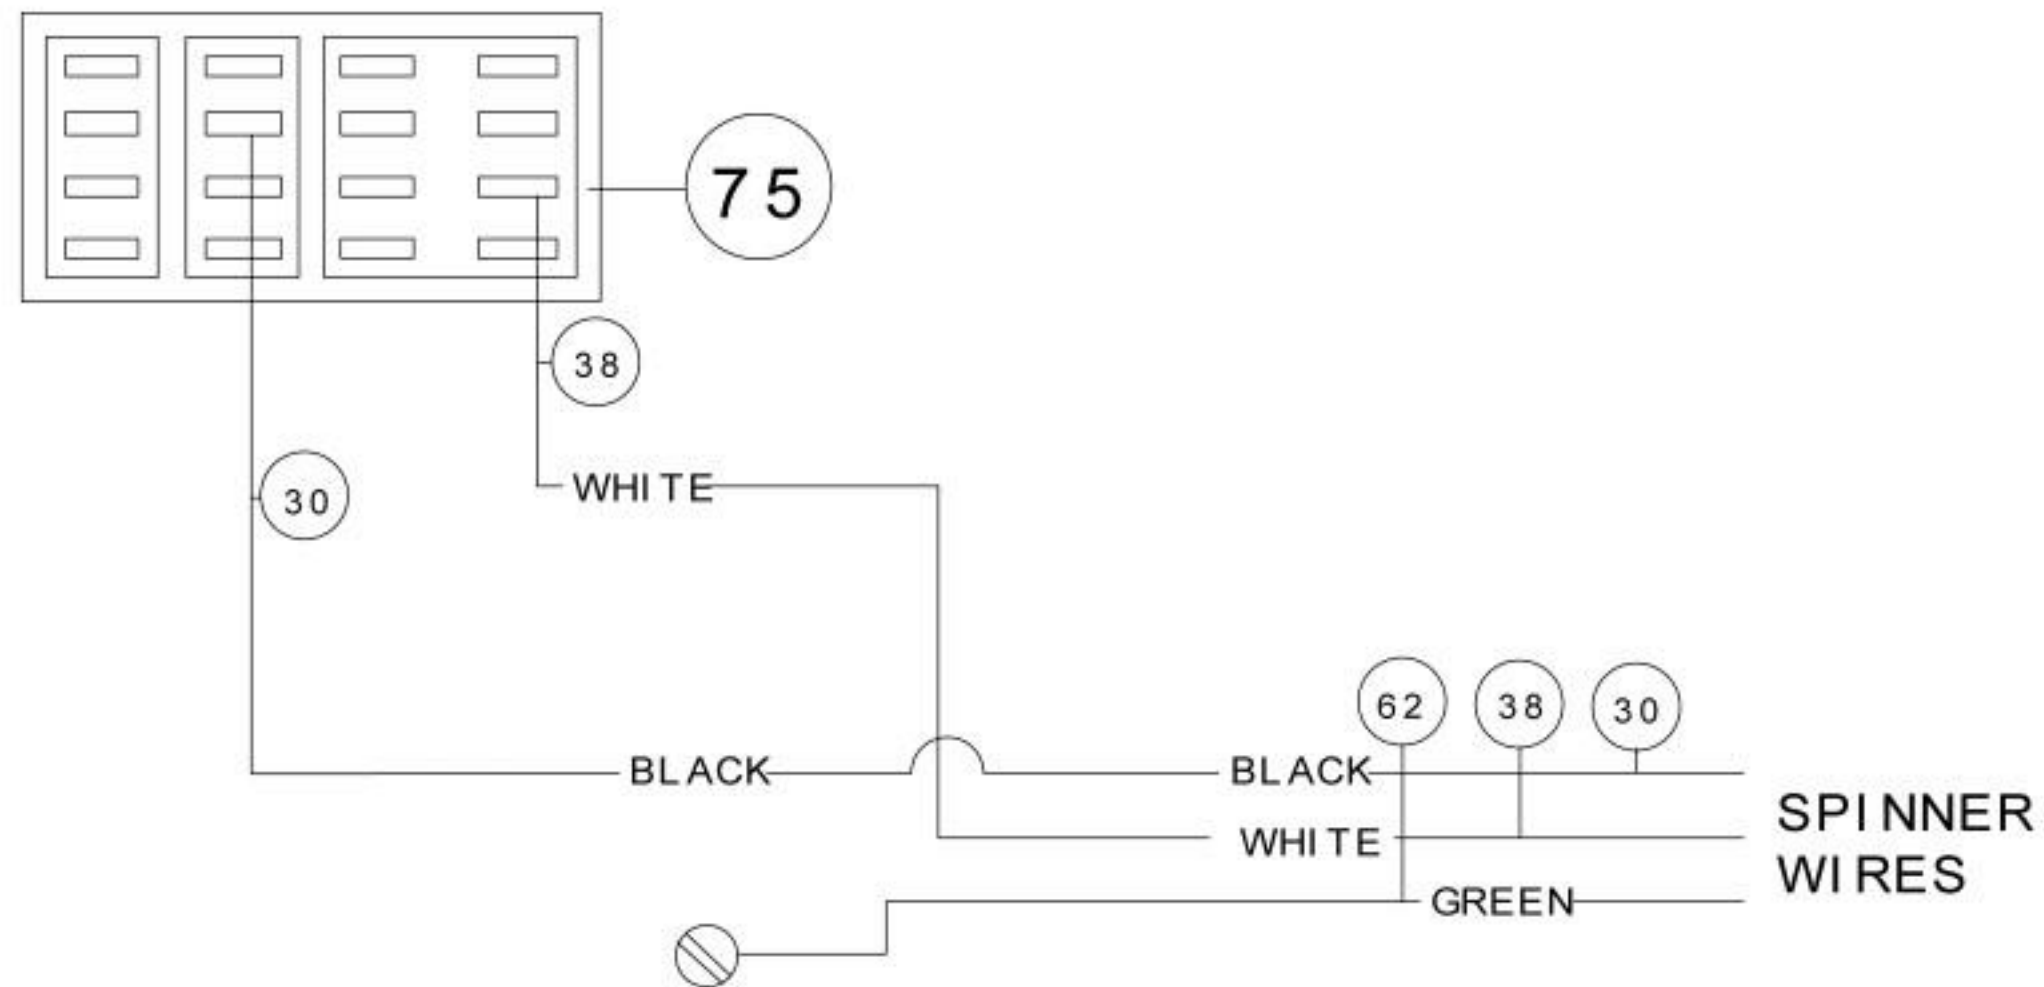 75
38
30
WHITE
62 38 30
BLACK BLACK
WHITE
GREEN
SPINNER
WIRES